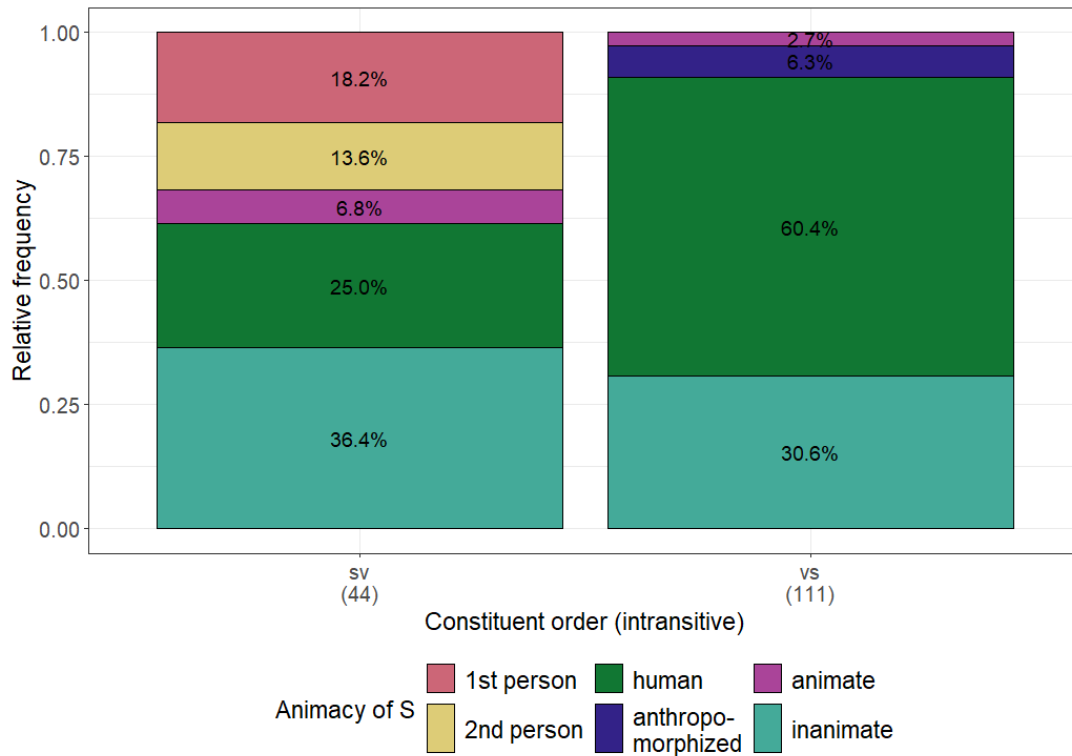 Relative frequency
1.00
0.75
0.50
0.25
0.00
18.2%
13.6%
6.8%
25.0%
36.4%
2.7%
6.3%
60.4%
30.6%
sv
(44)
vs
(111)
Constituent order (intransitive)
Animacy of S
1st person
2nd person
human
anthropo-
morphized
animate
inanimate